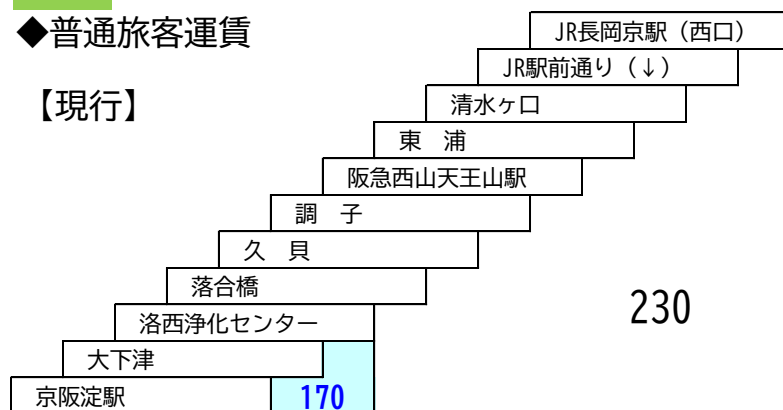 ◆普通旅客運賃
【現行】
JR長岡京駅（西口）
JR駅前通り（↓）
清水ヶ口
東　浦
阪急西山天王山駅
調　子
久　貝
落合橋
洛西浄化センター
230
大下津
京阪淀駅
170